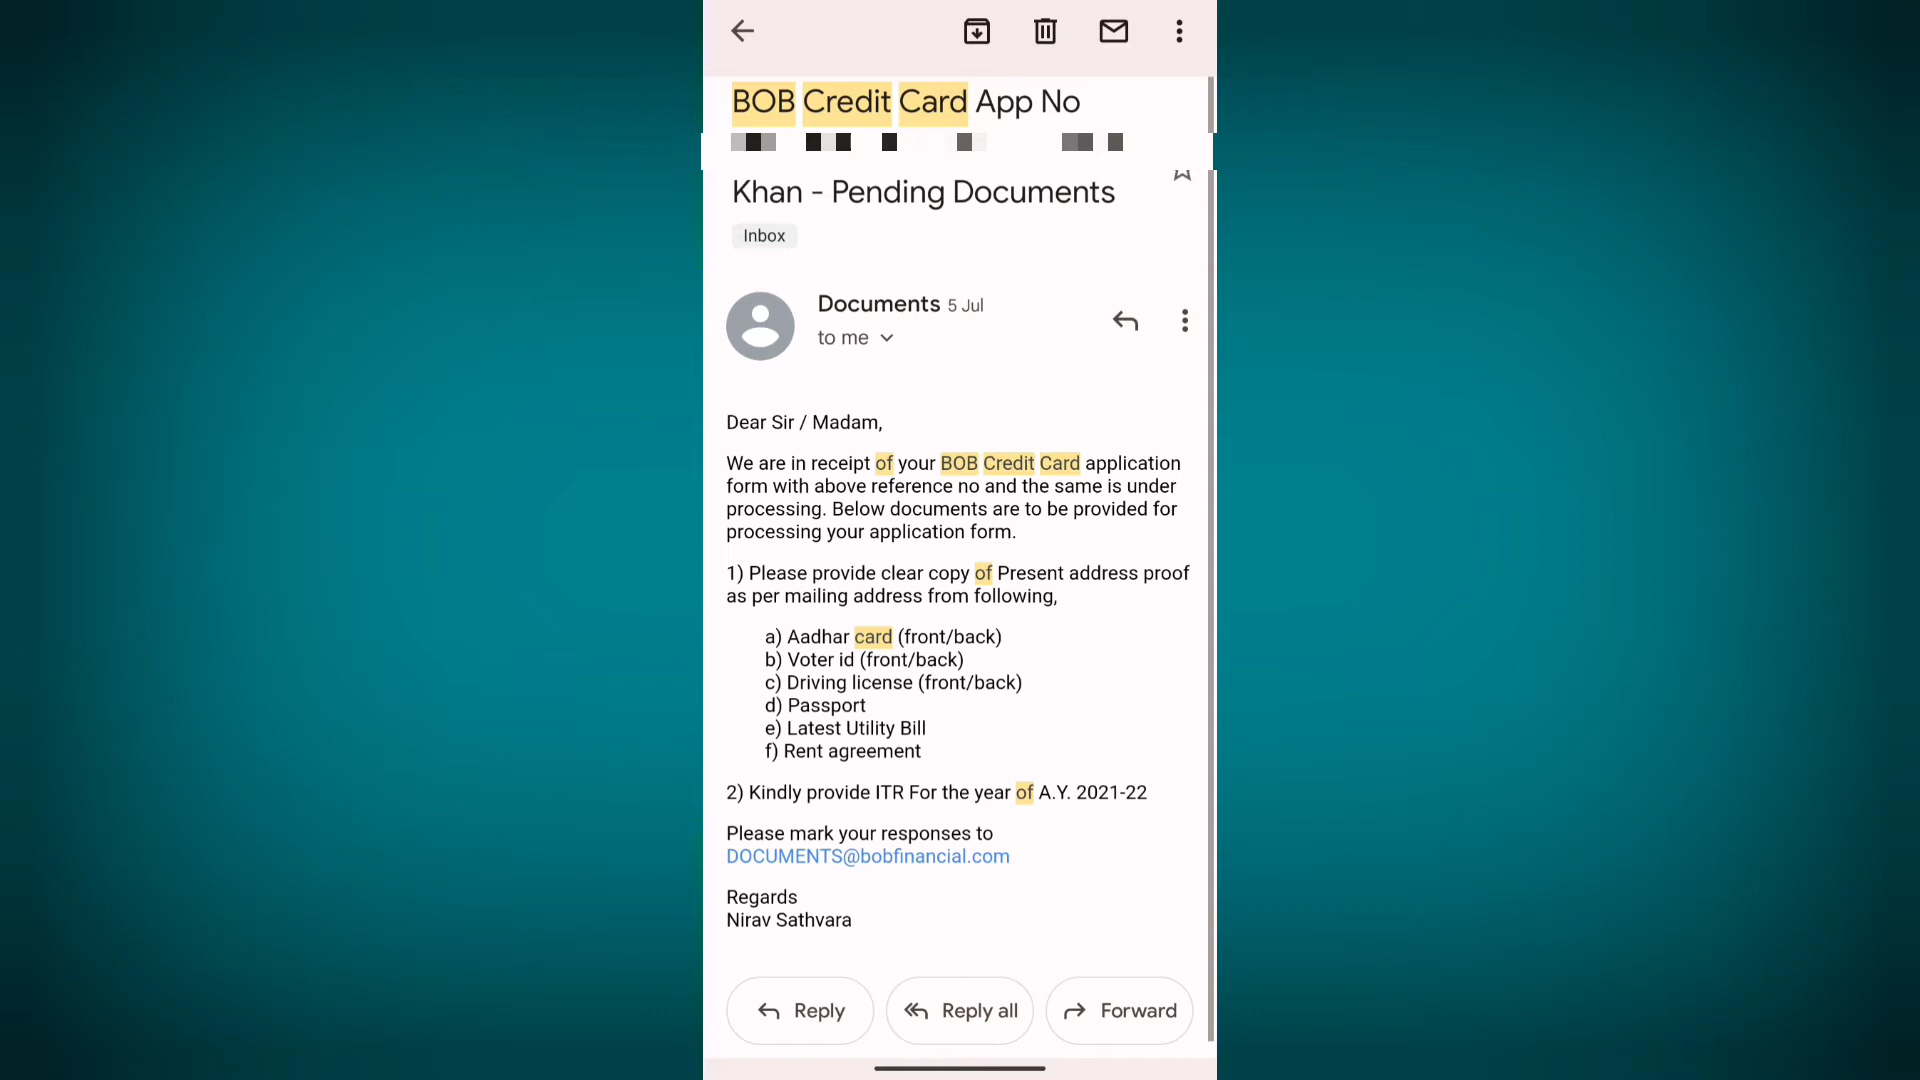 BOB Credit Card App No
Khan - Pending Documents
Inbox
Documents 5 Jul
to me
Dear Sir / Madam,
We are in receipt of your BOB Credit Card application
form with above reference no and the same is under
processing. Below documents are to be provided for
processing your application form.
1) Please provide clear copy of Present address proof
as per mailing address from following,
a) Aadhar card (front/back)
b) Voter id (front/back)
c) Driving license (front/back)
d) Passport
e) Latest Utility Bill
f) Rent agreement
2) Kindly provide ITR For the year of A.Y. 2021-22
Please mark your responses to
DOCUMENTS@bobfinancial.com
Regards
Nirav Sathvara
Reply Reply all Forward